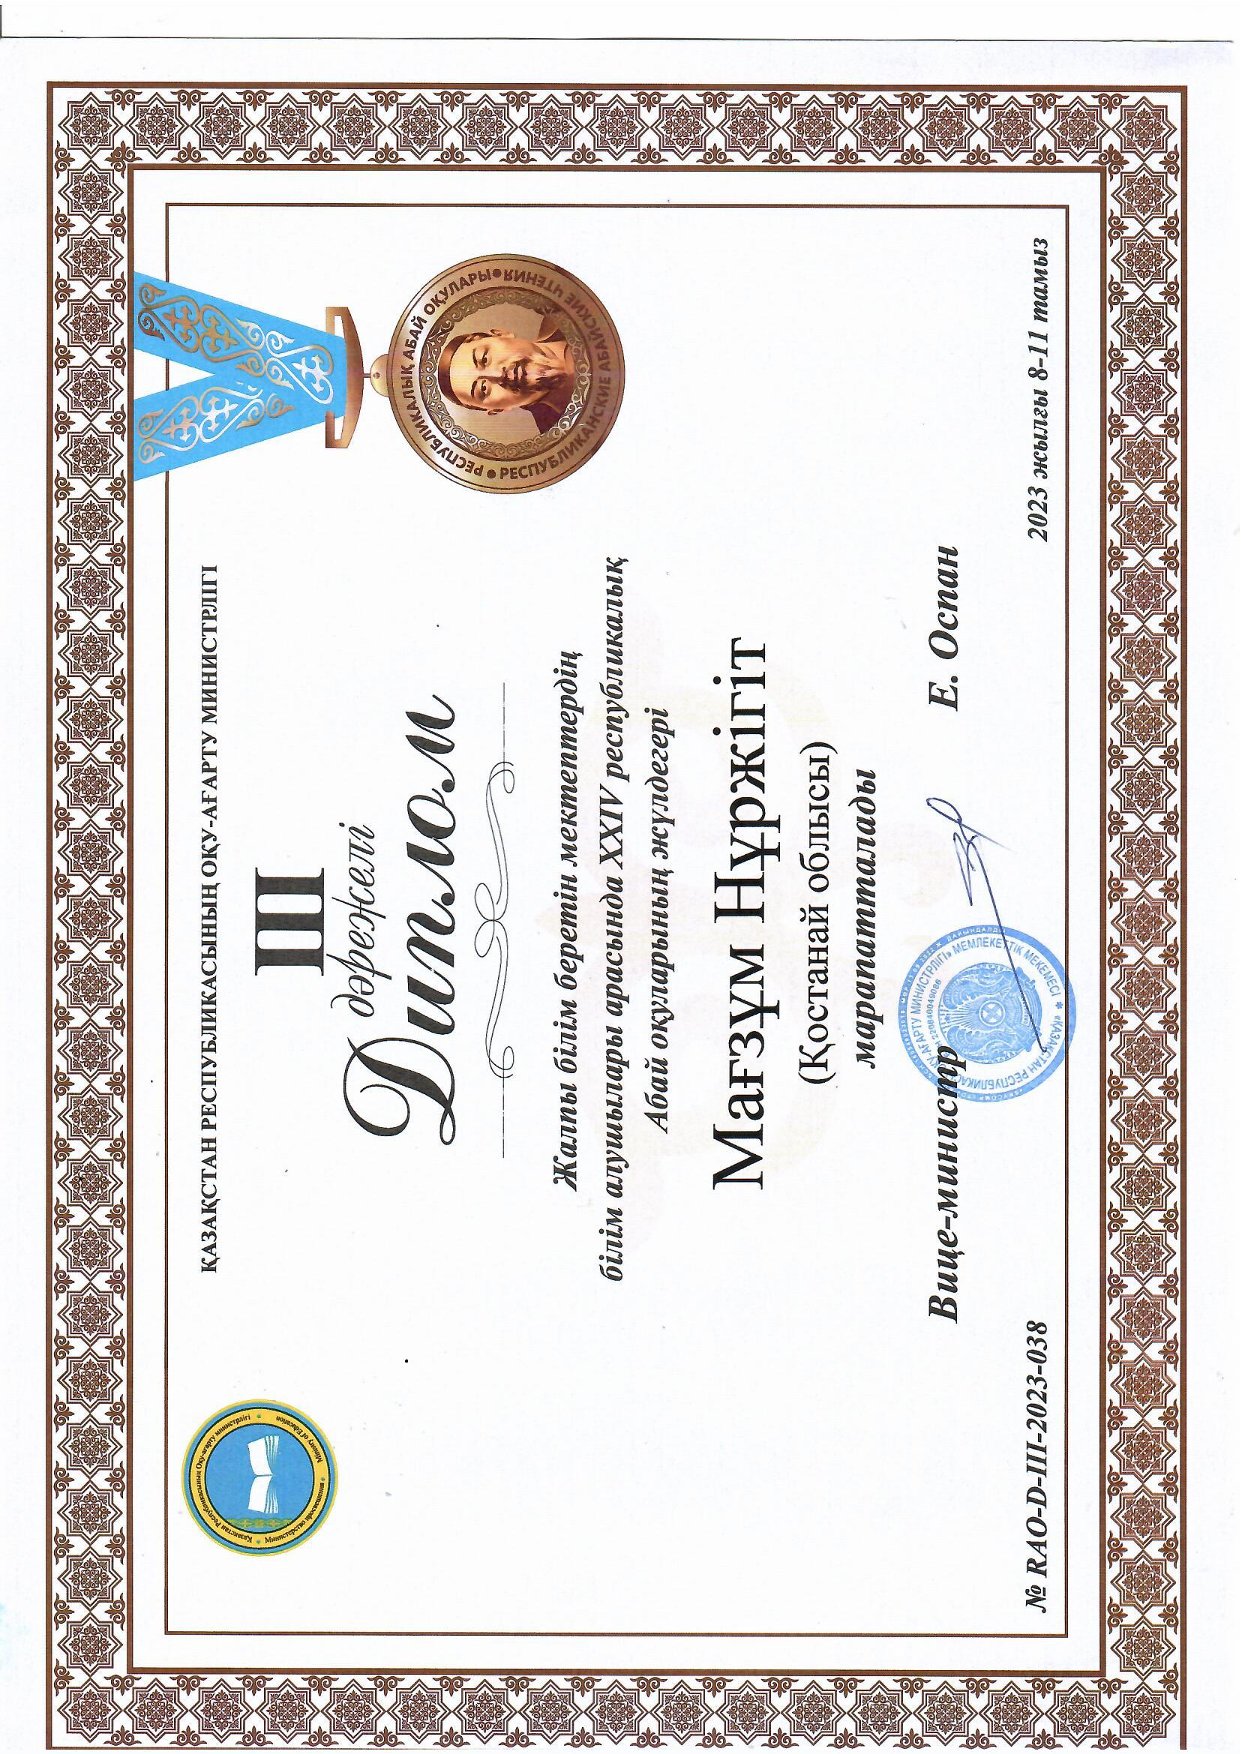 ҚАЗАҚСТАН РЕСПУБЛИКАСЫНЫҢ ОҚУ-АҒАРТУ МИНИСТРЛІГІ
Қазақстан Республикасының Оқу-ағарту министрлігі
Министерство просвещения
Ministry of Education
III
дәрежелі
Диплом
РЕСПУБЛИКАЛЫҚ АБАЙ ОҚУЛАРЫ
РЕСПУБЛИКАНСКИЕ АБАЙСКИЕ ЧТЕНИЯ
Жалпы білім беретін мектептердің
білім алушылары арасында XXIV республикалық
Абай оқуларының жүлдегері
Мағзұм Нұржігіт
(Қостанай облысы)
марапатталады
Вице-министр Е. Оспан
ОҚУ-АҒАРТУ МИНИСТРЛІГІ» МЕМЛЕКЕТТІК МЕКЕМЕСІ
«ҚАЗАҚСТАН РЕСПУБЛИКАС
№ RAO-D-III-2023-038 2023 жылғы 8-11 тамыз